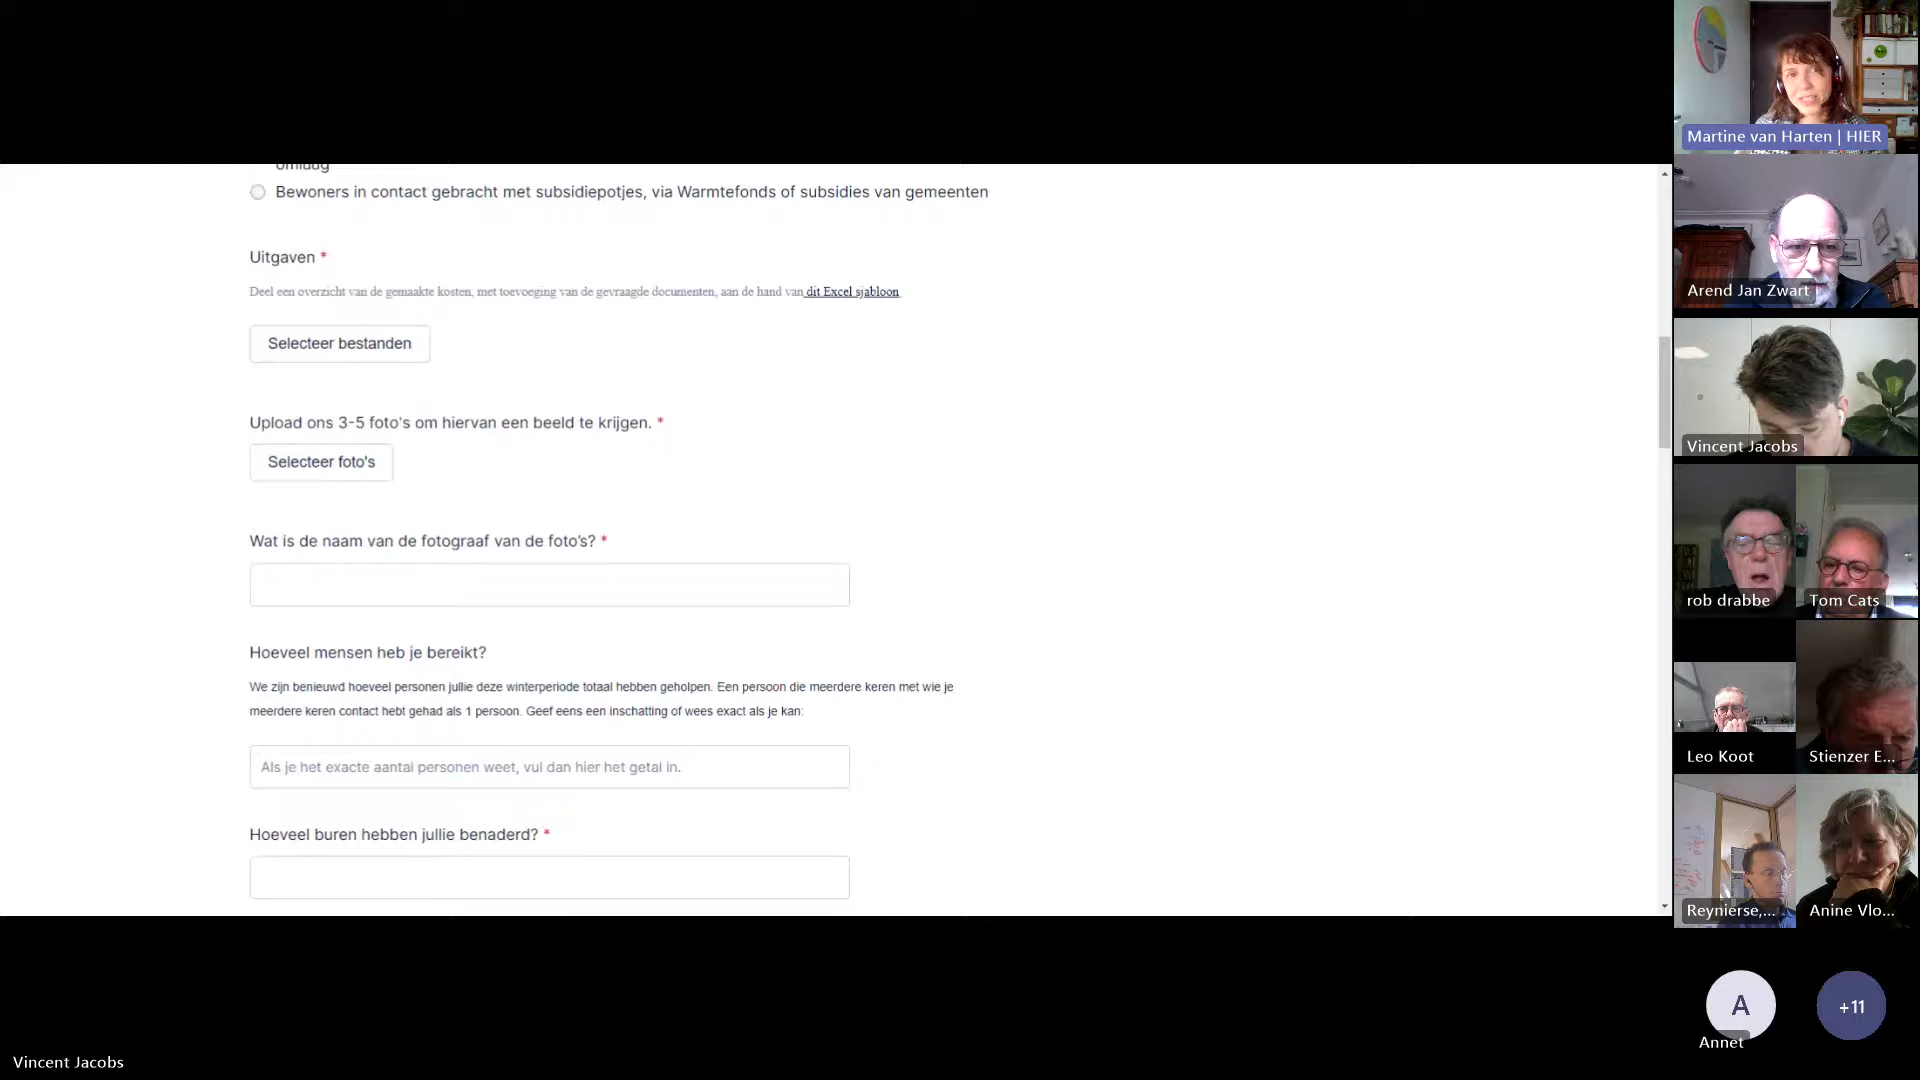 omlaag
Bewoners in contact gebracht met subsidiepotjes, via Warmtefonds of subsidies van gemeenten
Uitgaven *
Deel een overzicht van de gemaakte kosten, met toevoeging van de gevraagde documenten, aan de hand van dit Excel sjabloon
Selecteer bestanden
Upload ons 3-5 foto's om hiervan een beeld te krijgen. *
Selecteer foto's
Wat is de naam van de fotograaf van de foto's? *
Hoeveel mensen heb je bereikt?
We zijn benieuwd hoeveel personen jullie deze winterperiode totaal hebben geholpen. Een persoon die meerdere keren met wie je
meerdere keren contact hebt gehad als 1 persoon. Geef eens een inschatting of wees exact als je kan:
Als je het exacte aantal personen weet, vul dan hier het getal in.
Hoeveel buren hebben jullie benaderd? *
Martine van Harten | HIER
Arend Jan Zwart
Vincent Jacobs
rob drabbe
Tom Cats
Leo Koot
Stienzer E...
Reynierse,...
Anine Vlo...
A
+11
Annet
Vincent Jacobs